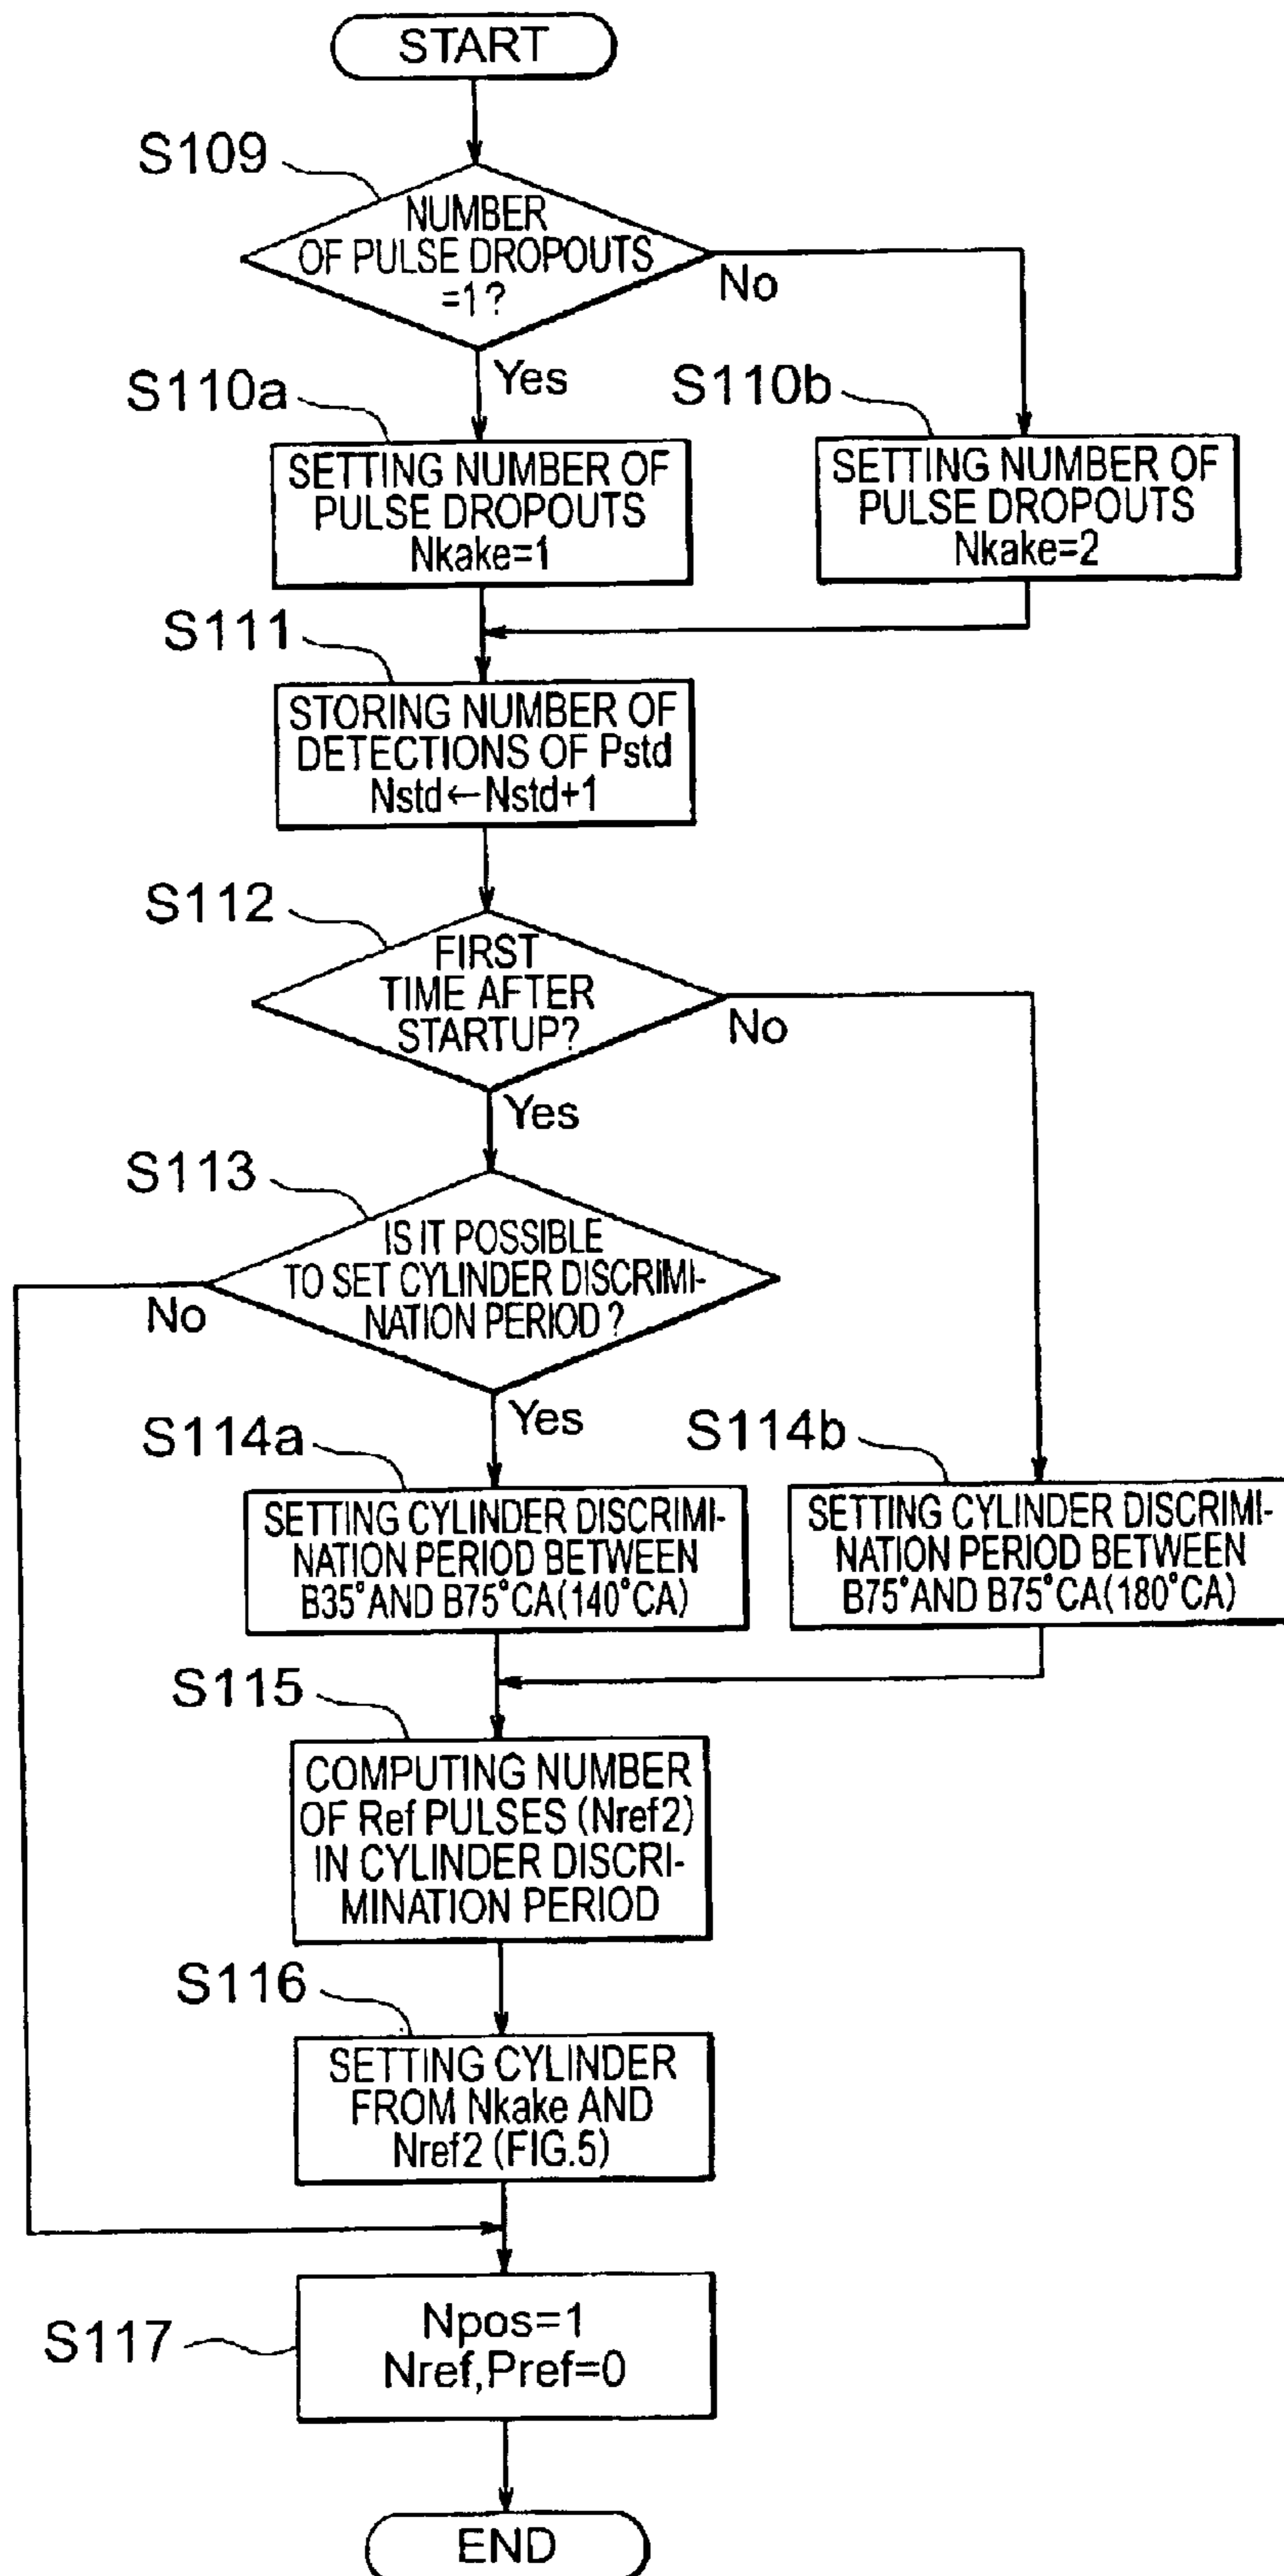 START
S109
NUMBER
OF PULSE DROPOUTS
=1?
No
Yes
S110a
S110b
SETTING NUMBER OF
PULSE DROPOUTS
Nkake=1
SETTING NUMBER OF
PULSE DROPOUTS
Nkake=2
S111
STORING NUMBER OF
DETECTIONS OF Pstd
Nstd←Nstd+1
S112
FIRST
TIME AFTER
STARTUP?
No
Yes
S113
IS IT POSSIBLE
TO SET CYLINDER DISCRIMI-
NATION PERIOD?
No
Yes
S114a
S114b
SETTING CYLINDER DISCRIMI-
NATION PERIOD BETWEEN
B35°AND B75°CA(140°CA)
SETTING CYLINDER DISCRIMI-
NATION PERIOD BETWEEN
B75°AND B75°CA(180°CA)
S115
COMPUTING NUMBER
OF Ref PULSES (Nref2)
IN CYLINDER DISCRI-
MINATION PERIOD
S116
SETTING CYLINDER
FROM Nkake AND
Nref2 (FIG.5)
S117
Npos=1
Nref,Pref=0
END